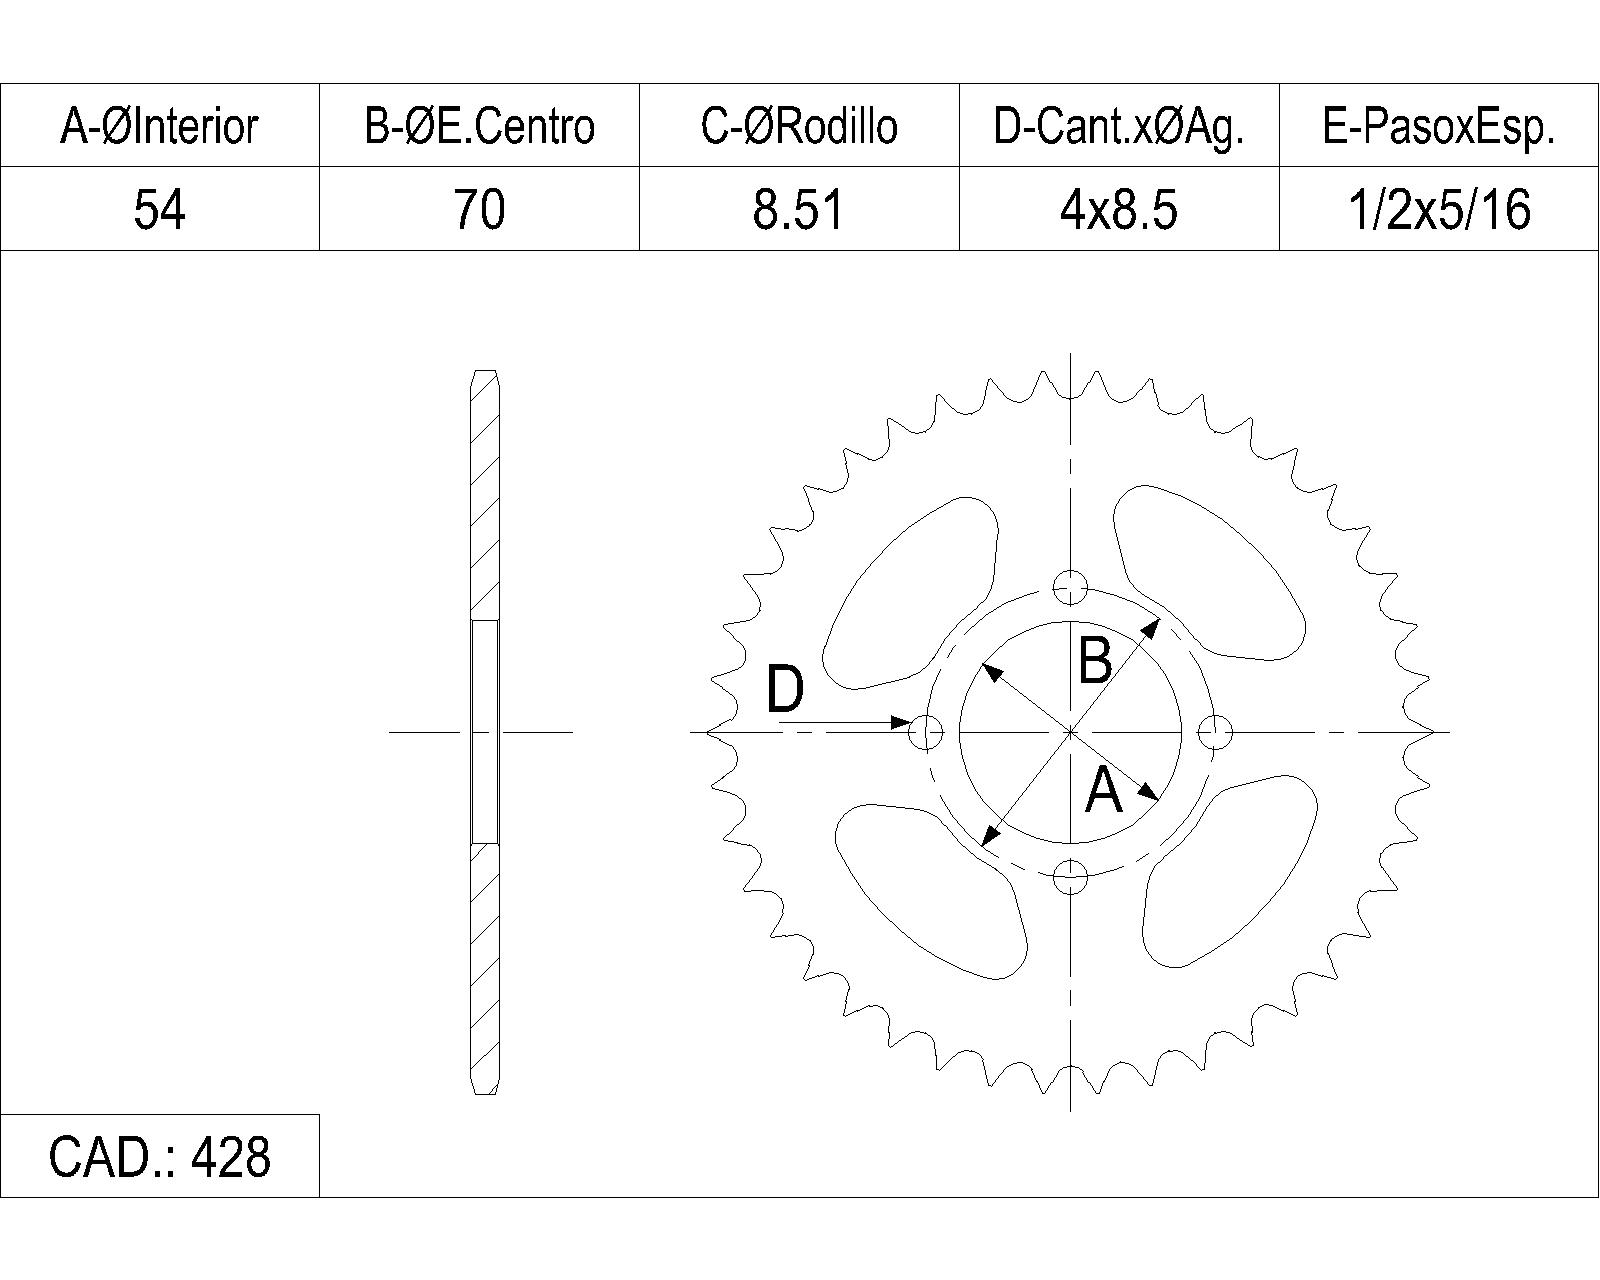 A-ØInterior B-ØE.Centro C-ØRodillo D-Cant.xØAg. E-PasoxEsp.
54 70 8.51 4x8.5 1/2x5/16
B
D
A
CAD.: 428